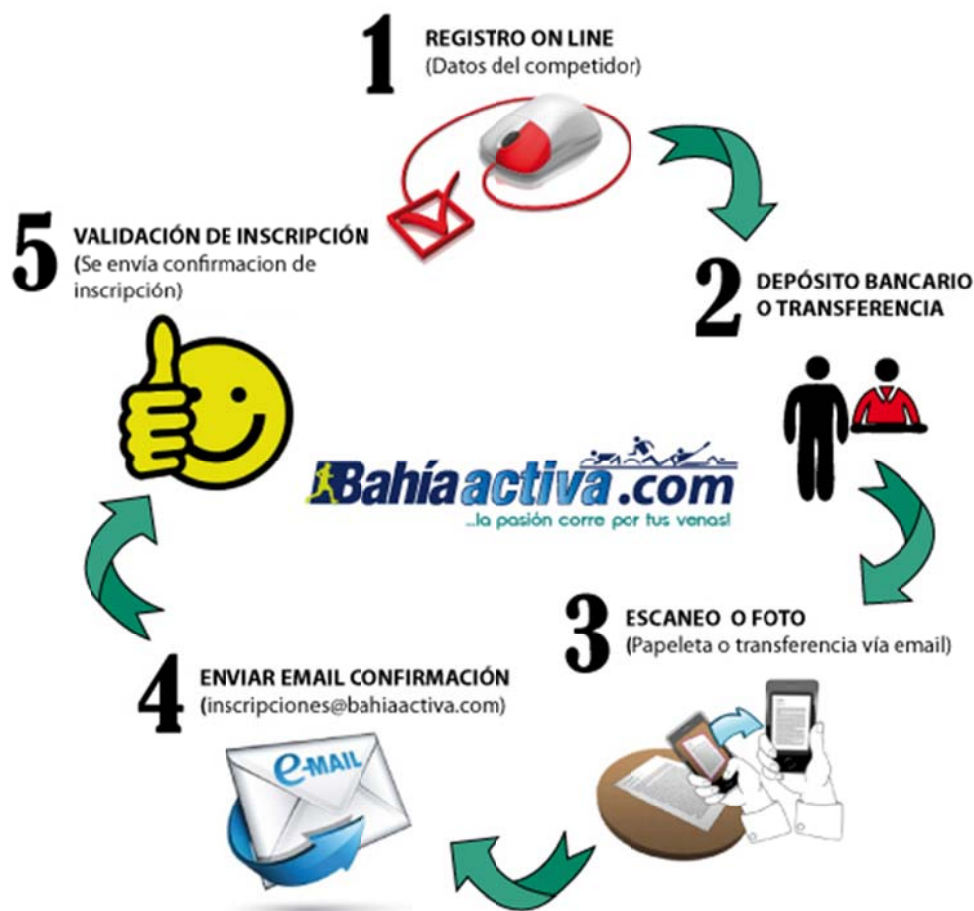 1
REGISTRO ON LINE
(Datos del competidor)
2
DEPÓSITO BANCARIO
O TRANSFERENCIA
3
ESCANEO O FOTO
(Papeleta o transferencia vía email)
4
ENVIAR EMAIL CONFIRMACIÓN
(inscripciones@bahiaactiva.com)
e-MAIL
5
VALIDACIÓN DE INSCRIPCIÓN
(Se envía confirmacion de
inscripción)
Bahía activa .com
...la pasión corre por tus venas!